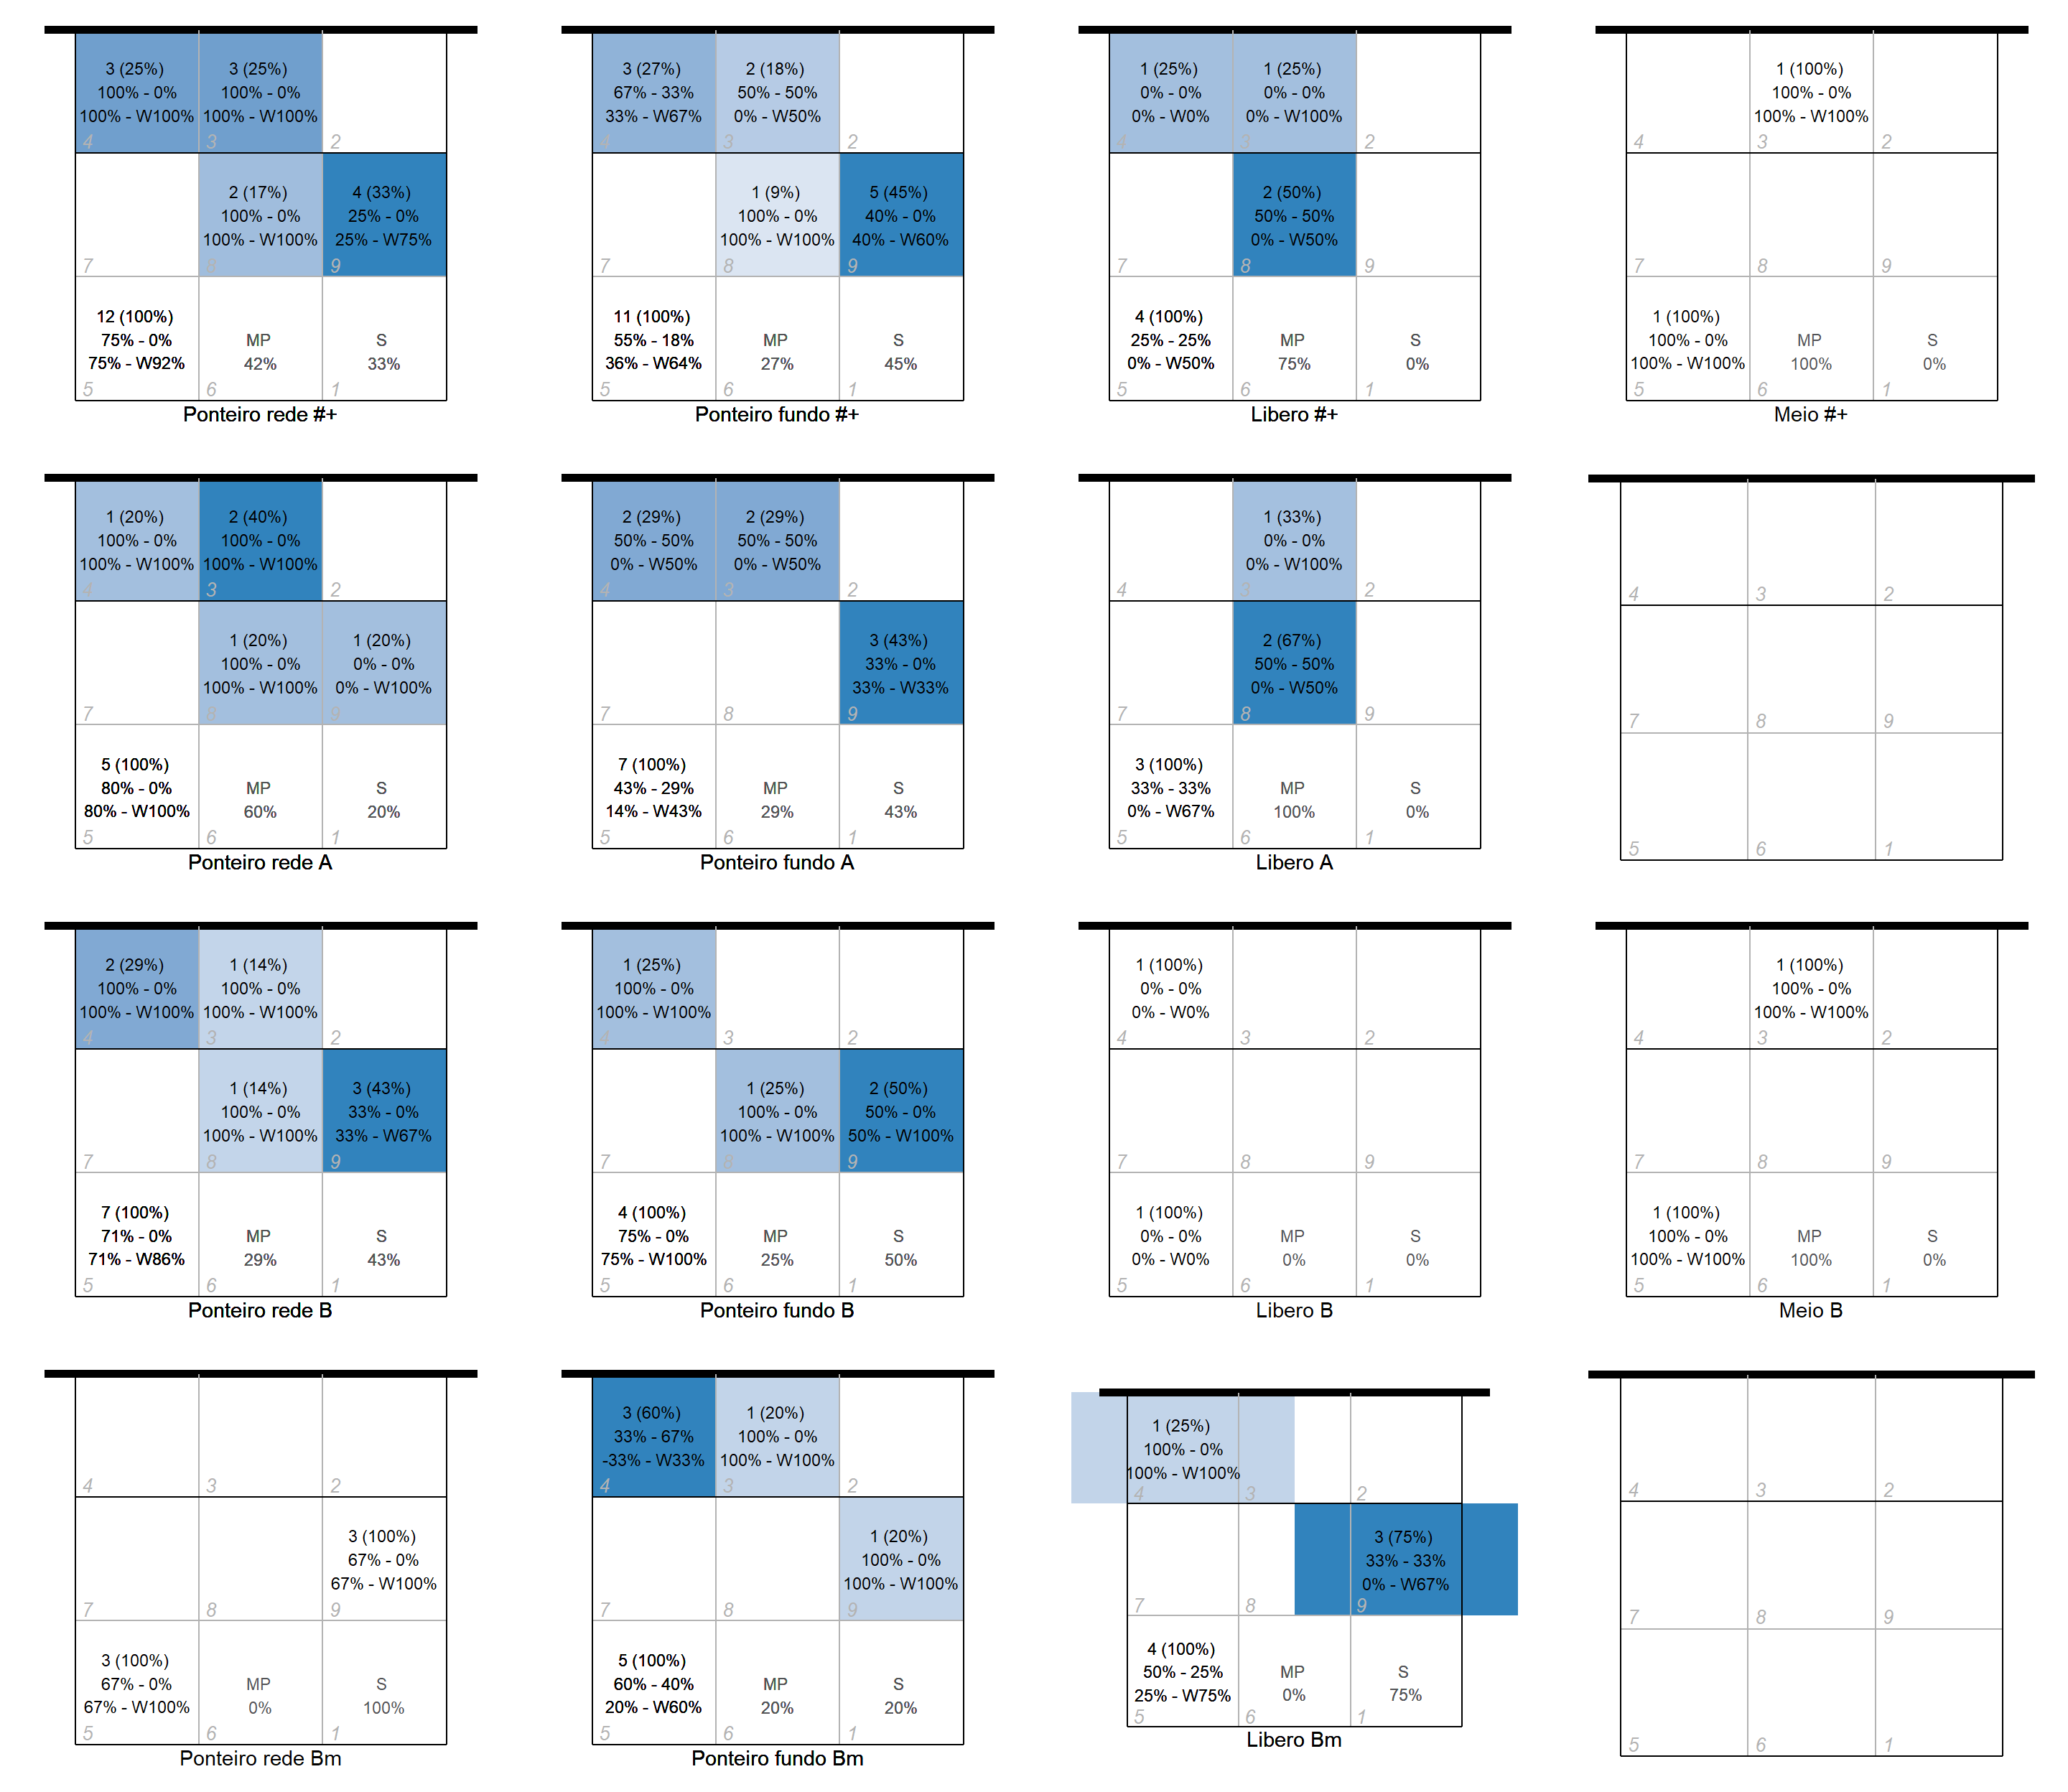 3 (25%)
100% - 0%
100% - W100%
4
3 (25%)
100% - 0%
100% - W100%
3
2
7
2 (17%)
100% - 0%
100% - W100%
8
4 (33%)
25% - 0%
25% - W75%
9
12 (100%)
75% - 0%
75% - W92%
5
MP
42%
6
S
33%
1
Ponteiro rede #+
3 (27%)
67% - 33%
33% - W67%
4
2 (18%)
50% - 50%
0% - W50%
3
2
7
1 (9%)
100% - 0%
100% - W100%
8
5 (45%)
40% - 0%
40% - W60%
9
11 (100%)
55% - 18%
36% - W64%
5
MP
27%
6
S
45%
1
Ponteiro fundo #+
1 (25%)
0% - 0%
0% - W0%
4
1 (25%)
0% - 0%
0% - W100%
3
2
7
2 (50%)
50% - 50%
0% - W50%
8
9
4 (100%)
25% - 25%
0% - W50%
5
MP
75%
6
S
0%
1
Libero #+
4
1 (100%)
100% - 0%
100% - W100%
3
2
7
8
9
1 (100%)
100% - 0%
100% - W100%
5
MP
100%
6
S
0%
1
Meio #+
1 (20%)
100% - 0%
100% - W100%
4
2 (40%)
100% - 0%
100% - W100%
3
2
7
1 (20%)
100% - 0%
100% - W100%
8
1 (20%)
0% - 0%
0% - W100%
9
5 (100%)
80% - 0%
80% - W100%
5
MP
60%
6
S
20%
1
Ponteiro rede A
2 (29%)
50% - 50%
0% - W50%
4
2 (29%)
50% - 50%
0% - W50%
3
2
7
8
3 (43%)
33% - 0%
33% - W33%
9
7 (100%)
43% - 29%
14% - W43%
5
MP
29%
6
S
43%
1
Ponteiro fundo A
4
1 (33%)
0% - 0%
0% - W100%
3
2
7
2 (67%)
50% - 50%
0% - W50%
8
9
3 (100%)
33% - 33%
0% - W67%
5
MP
100%
6
S
0%
1
Libero A
4
3
2
7
8
9
5
6
1
2 (29%)
100% - 0%
100% - W100%
4
1 (14%)
100% - 0%
100% - W100%
3
2
7
1 (14%)
100% - 0%
100% - W100%
8
3 (43%)
33% - 0%
33% - W67%
9
7 (100%)
71% - 0%
71% - W86%
5
MP
29%
6
S
43%
1
Ponteiro rede B
1 (25%)
100% - 0%
100% - W100%
4
3
2
7
1 (25%)
100% - 0%
100% - W100%
8
2 (50%)
50% - 0%
50% - W100%
9
4 (100%)
75% - 0%
75% - W100%
5
MP
25%
6
S
50%
1
Ponteiro fundo B
1 (100%)
0% - 0%
0% - W0%
4
3
2
7
8
9
1 (100%)
0% - 0%
0% - W0%
5
MP
0%
6
S
0%
1
Libero B
4
1 (100%)
100% - 0%
100% - W100%
3
2
7
8
9
1 (100%)
100% - 0%
100% - W100%
5
MP
100%
6
S
0%
1
Meio B
4
3
2
7
8
3 (100%)
67% - 0%
67% - W100%
9
3 (100%)
67% - 0%
67% - W100%
5
MP
0%
6
S
100%
1
Ponteiro rede Bm
3 (60%)
33% - 67%
-33% - W33%
4
1 (20%)
100% - 0%
100% - W100%
3
2
7
8
1 (20%)
100% - 0%
100% - W100%
9
5 (100%)
60% - 40%
20% - W60%
5
MP
20%
6
S
20%
1
Ponteiro fundo Bm
1 (25%)
100% - 0%
100% - W100%
4
3
2
7
8
3 (75%)
33% - 33%
0% - W67%
9
4 (100%)
50% - 25%
25% - W75%
5
MP
0%
6
S
75%
1
Libero Bm
4
3
2
7
8
9
5
6
1